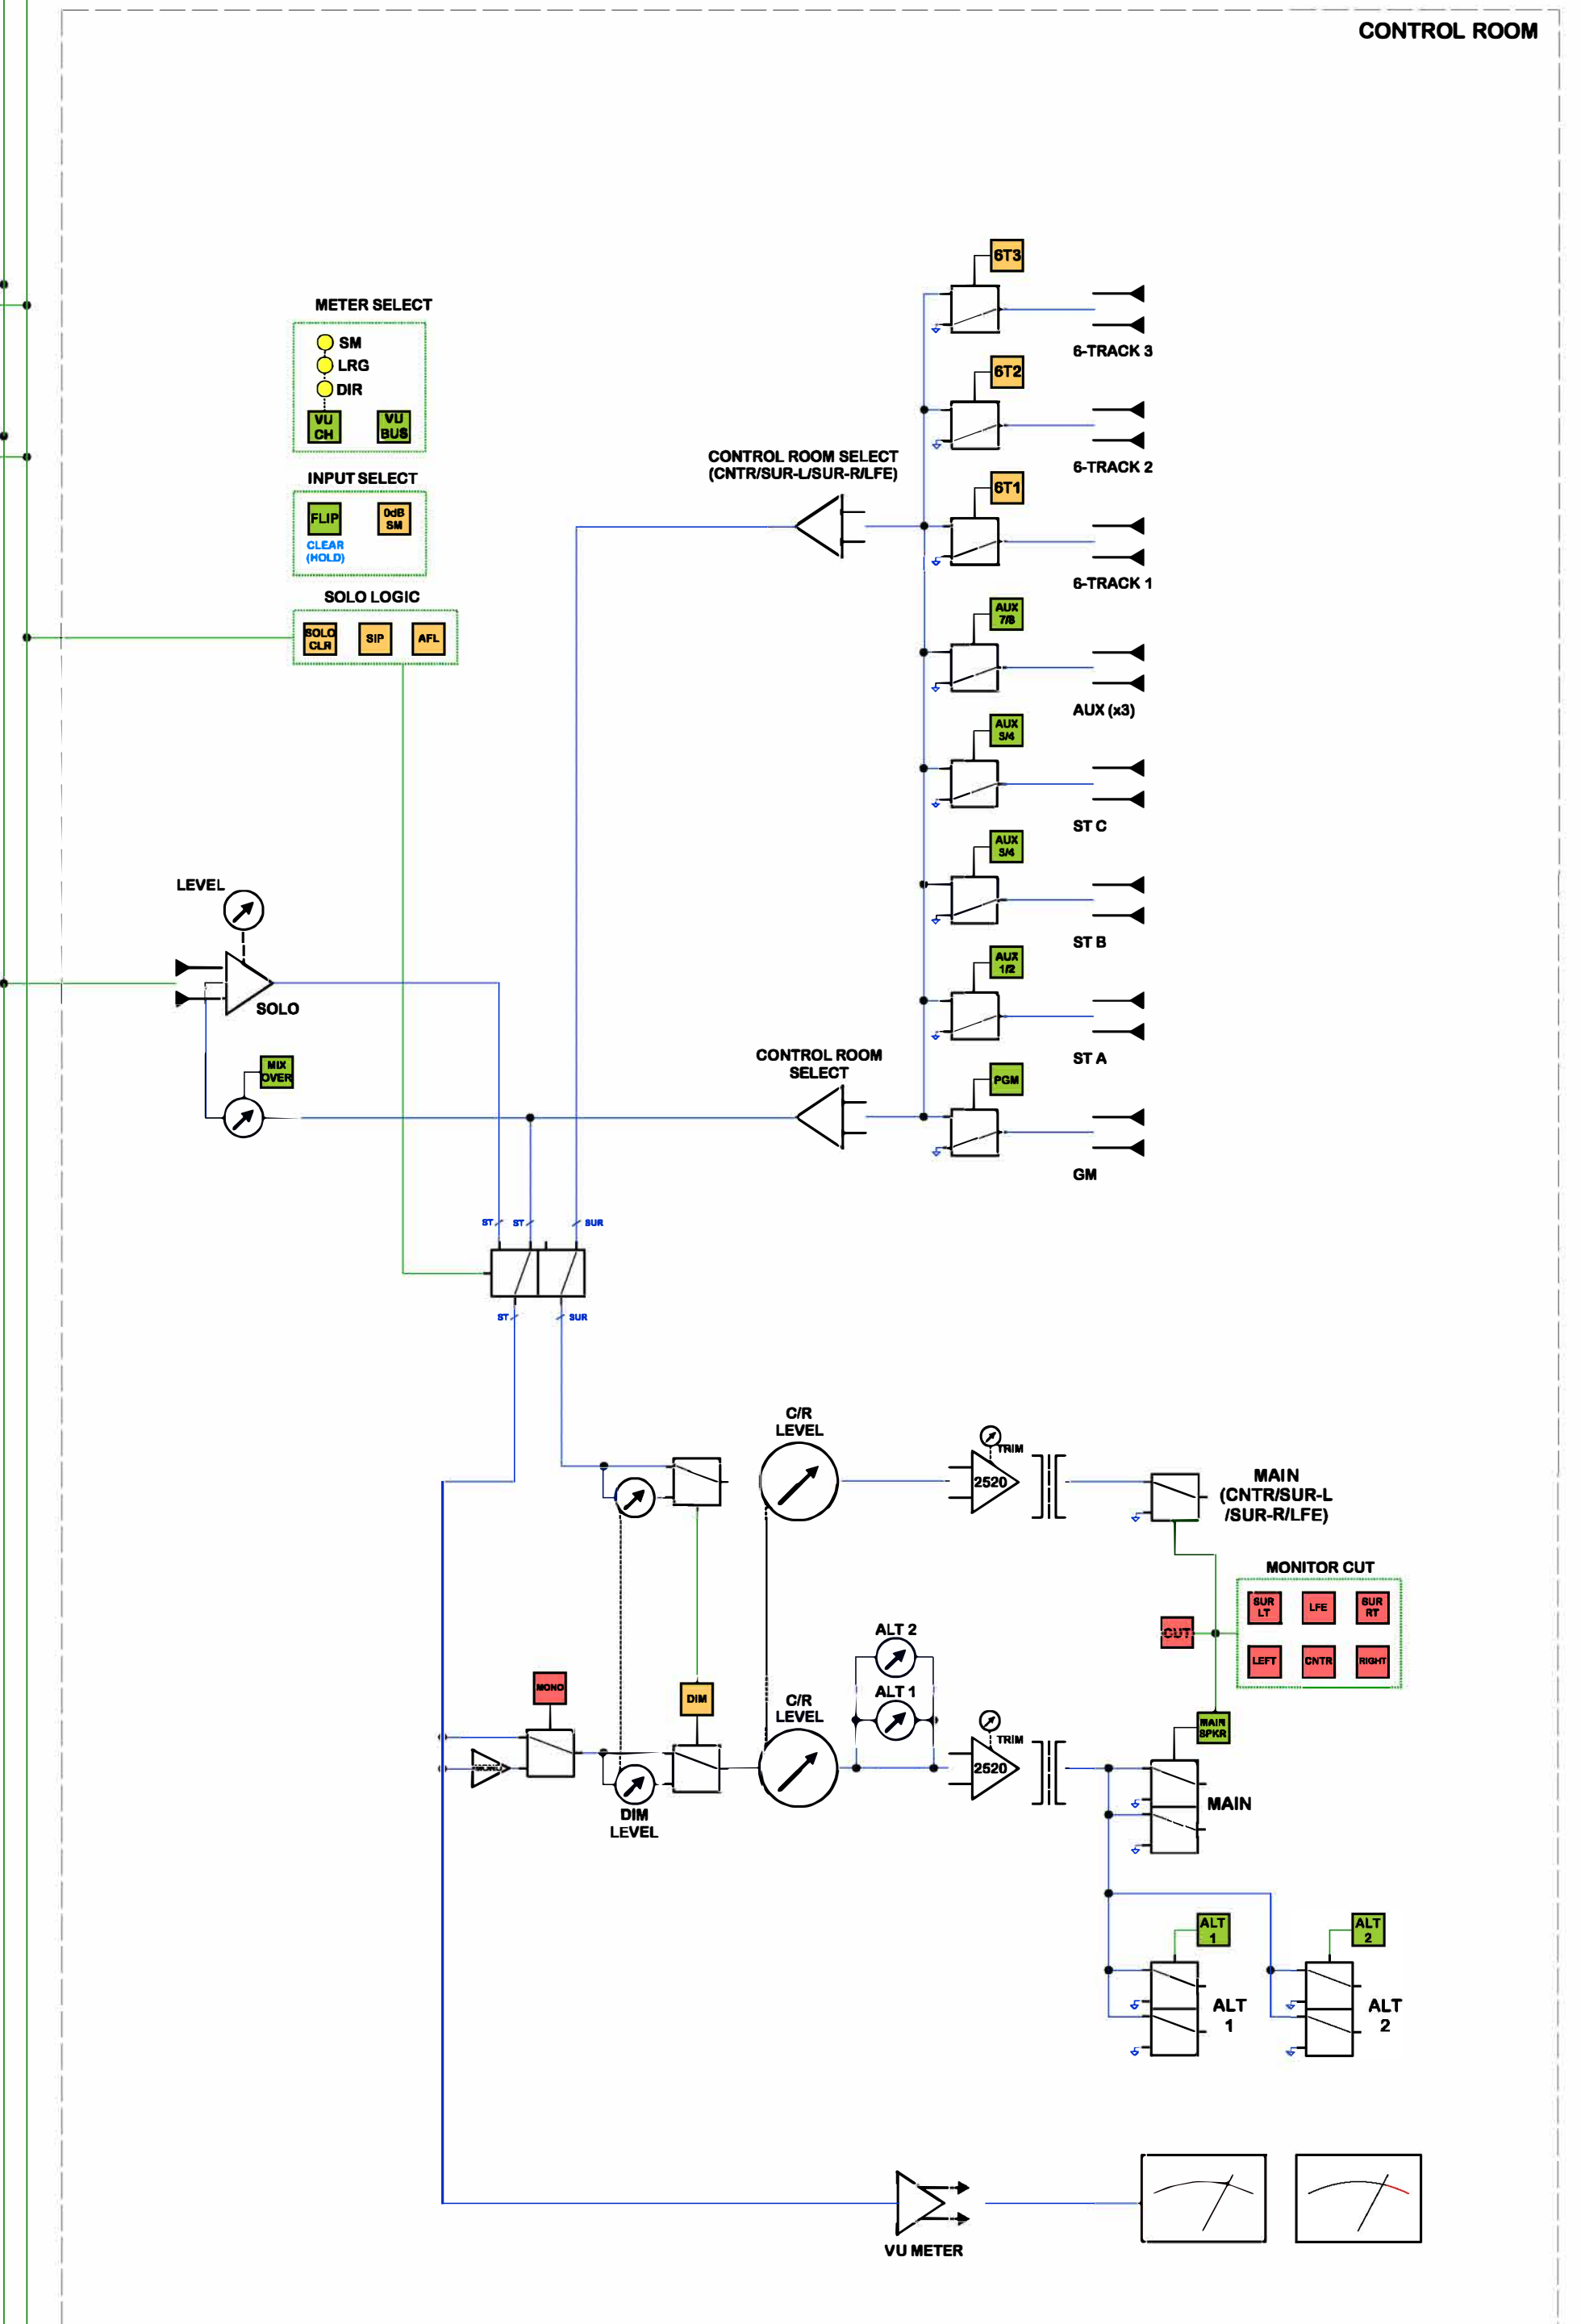 CONTROL ROOM
6T3
6-TRACK 3
METER SELECT
SM
LRG
DIR
VU
CH
VU
BUS
6T2
6-TRACK 2
CONTROL ROOM SELECT
(CNTR/SUR-L/SUR-R/LFE)
INPUT SELECT
FLIP
0dB
SM
CLEAR
(HOLD)
6T1
6-TRACK 1
SOLO LOGIC
SOLO
CLR
SIP
AFL
AUX
7/8
AUX (x3)
AUX
3/4
ST C
AUX
3/4
ST B
LEVEL
SOLO
AUX
1/2
ST A
MIX
OVER
CONTROL ROOM
SELECT
PGM
GM
ST
ST
SUR
ST
SUR
C/R
LEVEL
TRIM
2520
MAIN
(CNTR/SUR-L
/SUR-R/LFE)
MONITOR CUT
SUR
LT
LFE
SUR
RT
CUT
LEFT
CNTR
RIGHT
ALT 2
ALT 1
MONO
DIM
C/R
LEVEL
TRIM
2520
MAIN
SPKR
MAIN
DIM
LEVEL
ALT
1
ALT
2
ALT
1
ALT
2
VU METER